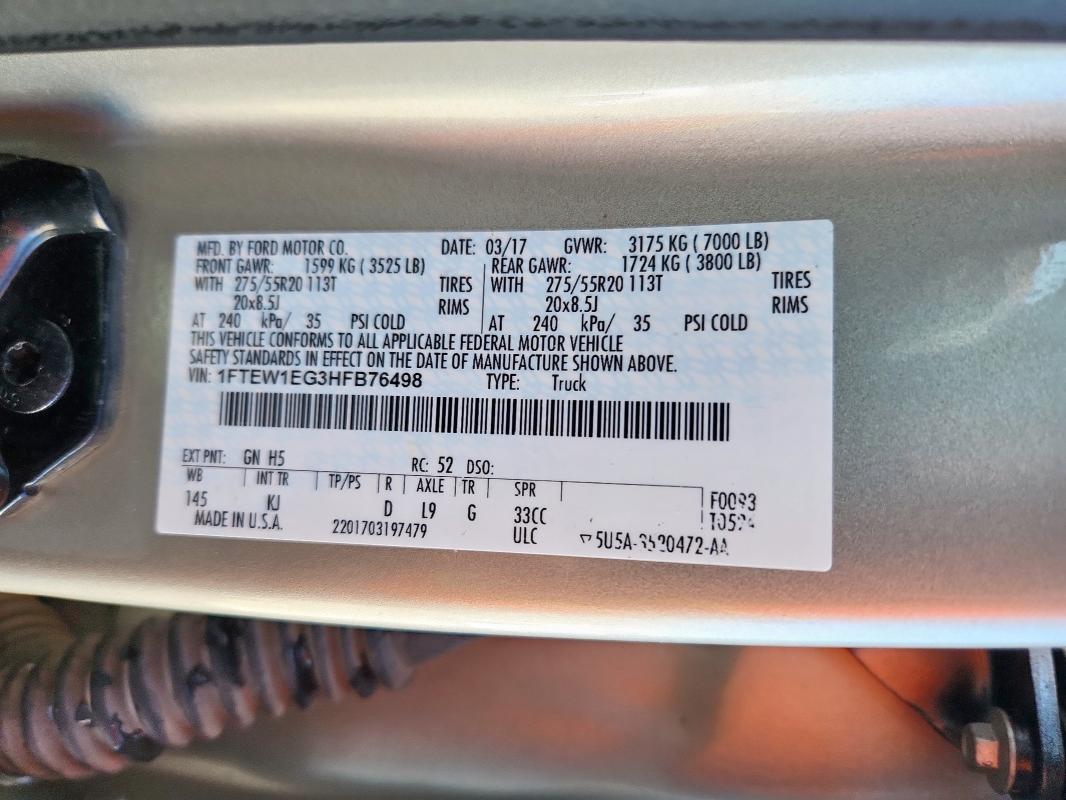 MFD. BY FORD MOTOR CO. DATE: 03/17 GVWR: 3175 KG ( 7000 LB)
FRONT GAWR: 1599 KG ( 3525 LB) REAR GAWR: 1724 KG ( 3800 LB)
WITH 275/55R20 113T TIRES WITH 275/55R20 113T TIRES
20x8.5J RIMS 20x8.5J RIMS
AT 240 kPa/ 35 PSI COLD AT 240 kPa/ 35 PSI COLD
THIS VEHICLE CONFORMS TO ALL APPLICABLE FEDERAL MOTOR VEHICLE
SAFETY STANDARDS IN EFFECT ON THE DATE OF MANUFACTURE SHOWN ABOVE.
VIN: 1FTEW1EG3HFB76498 TYPE: Truck
EXT PNT: GN H5 RC: 52 DSO:
WB INT TR TP/PS R AXLE TR SPR
145 KJ D L9 G 33CC F0093
MADE IN U.S.A. 2201703197479 ULC